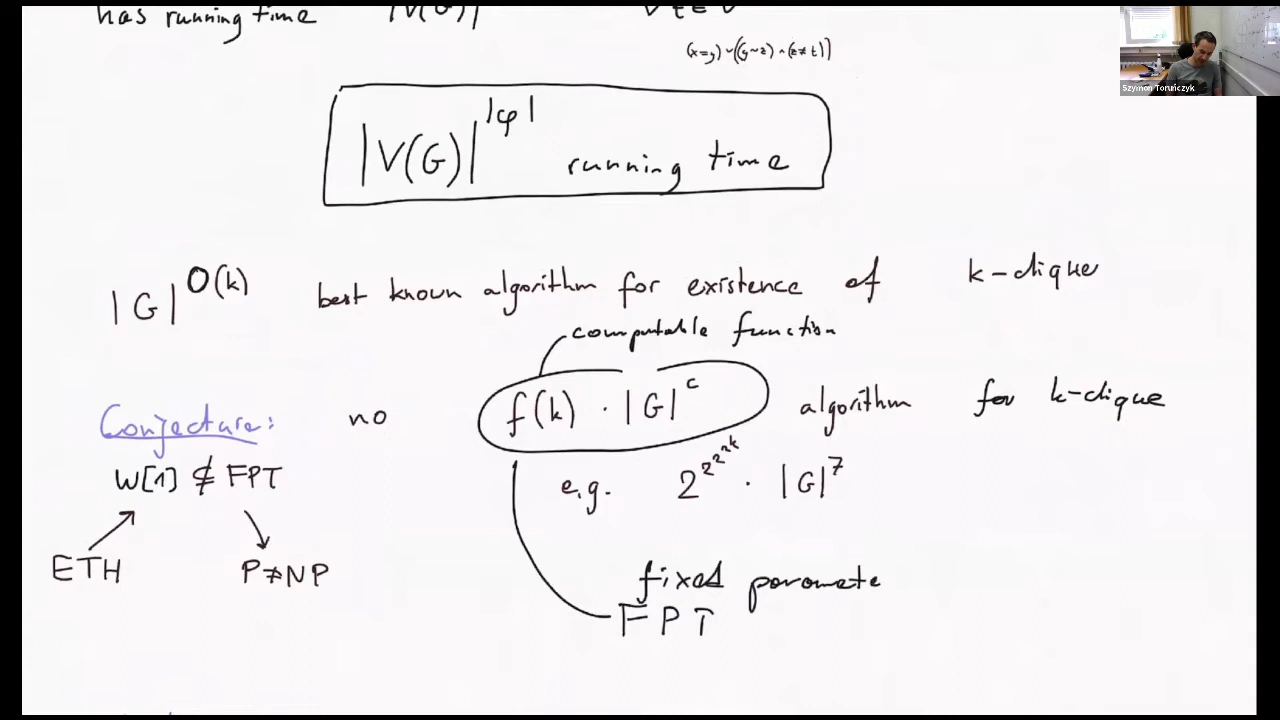 has running time |V(G)| ∀ t ∈ V
(x=y) ∨ ((y∼z) ∧ (z≠t))
Szymon Toruńczyk
|V(G)|^|φ| running time
|G|^O(k) best known algorithm for existence of k-clique
computable function
Conjecture: no f(k) · |G|^c algorithm for k-clique
W[1] ⊄ FPT
e.g. 2^2^2^2^k · |G|^7
ETH P≠NP
fixed paramete
FPT